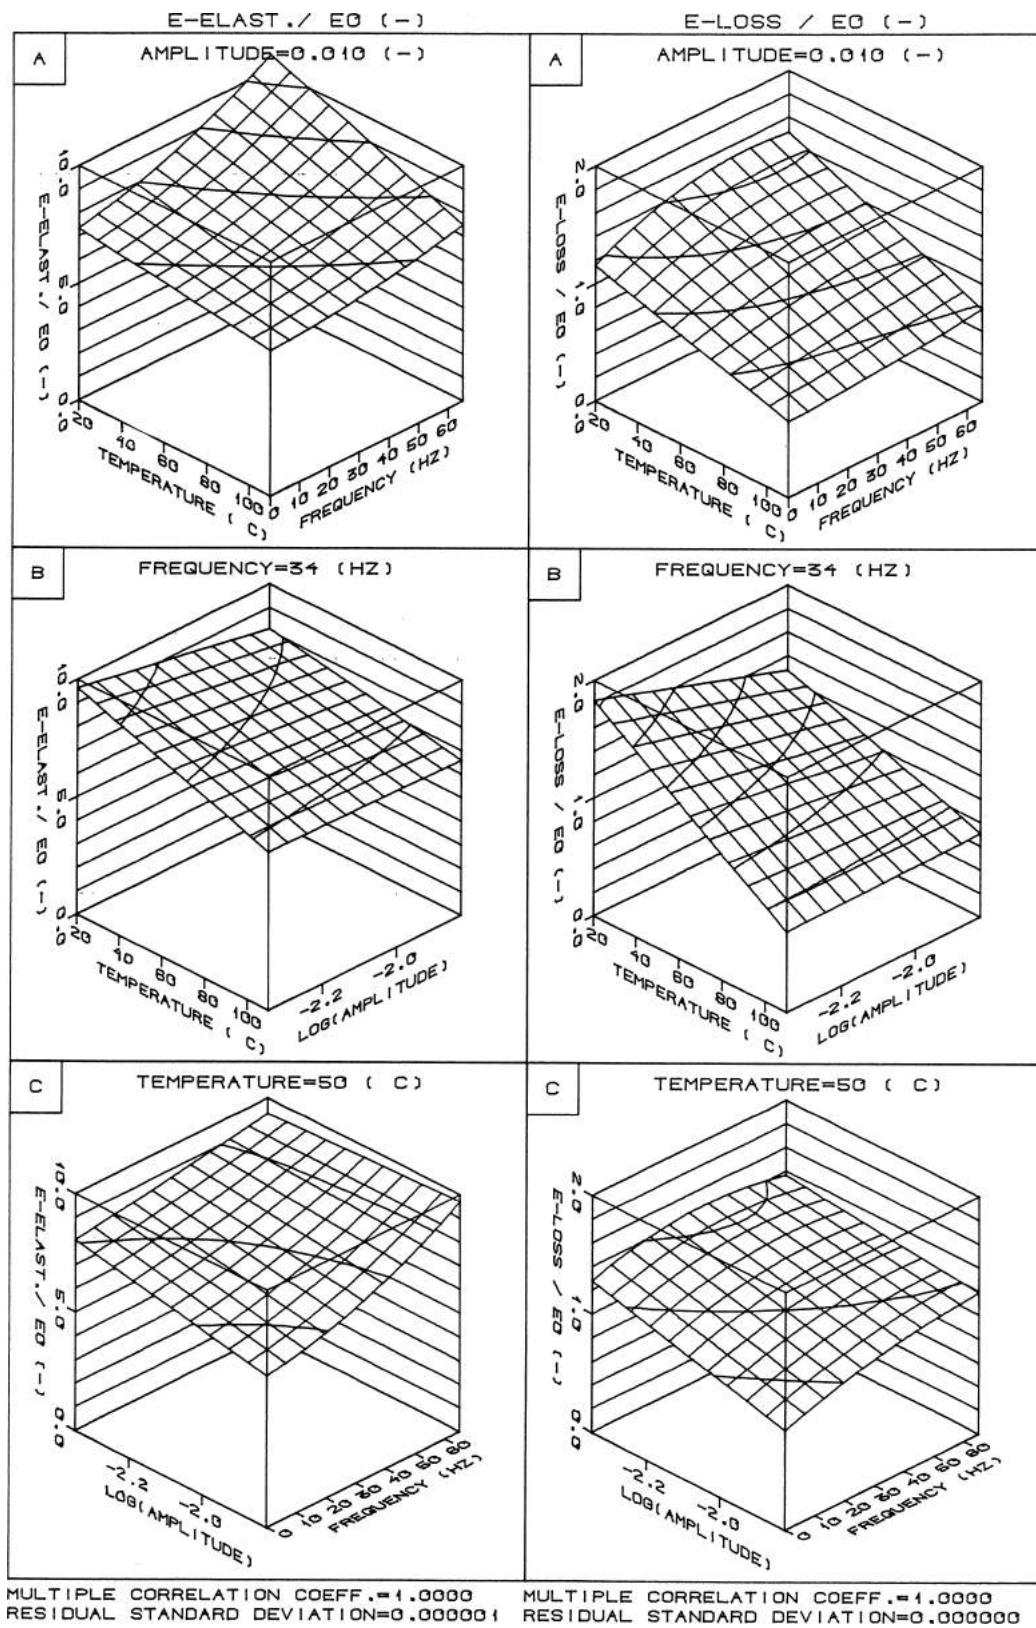 E-ELAST./ E0 (-)
E-LOSS / E0 (-)
A
AMPLITUDE=0.010 (-)
10.0
5.0
0.0
E-ELAST./ E0 (-)
20 40 60 80 100
TEMPERATURE ( C)
0 10 20 30 40 50 60
FREQUENCY (HZ)
A
AMPLITUDE=0.010 (-)
2.0
1.0
0.0
E-LOSS / E0 (-)
20 40 60 80 100
TEMPERATURE ( C)
0 10 20 30 40 50 60
FREQUENCY (HZ)
B
FREQUENCY=34 (HZ)
10.0
5.0
0.0
E-ELAST./ E0 (-)
20 40 60 80 100
TEMPERATURE ( C)
-2.2 -2.0
LOG(AMPLITUDE)
B
FREQUENCY=34 (HZ)
2.0
1.0
0.0
E-LOSS / E0 (-)
20 40 60 80 100
TEMPERATURE ( C)
-2.2 -2.0
LOG(AMPLITUDE)
C
TEMPERATURE=50 ( C)
10.0
5.0
0.0
E-ELAST./ E0 (-)
-2.2 -2.0
LOG(AMPLITUDE)
0 10 20 30 40 50 60
FREQUENCY (HZ)
C
TEMPERATURE=50 ( C)
2.0
1.0
0.0
E-LOSS / E0 (-)
-2.2 -2.0
LOG(AMPLITUDE)
0 10 20 30 40 50 60
FREQUENCY (HZ)
MULTIPLE CORRELATION COEFF.=1.0000
RESIDUAL STANDARD DEVIATION=0.000001
MULTIPLE CORRELATION COEFF.=1.0000
RESIDUAL STANDARD DEVIATION=0.000000